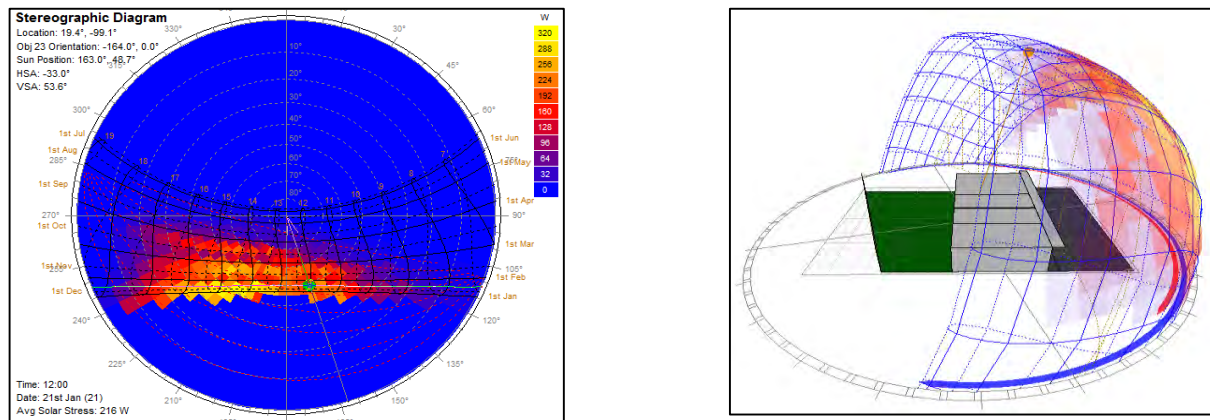 Stereographic Diagram
Location: 19.4°, -99.1°
Obj 23 Orientation: -164.0°, 0.0°
Sun Position: 163.0°, 48.7°
HSA: -33.0°
VSA: 53.6°
W
320
288
256
224
192
160
128
96
64
32
0
330°
30°
315°
45°
300°
60°
285°
270°
90°
105°
240°
120°
225°
135°
210°
150°
10°
20°
30°
40°
50°
60°
70°
80°
1st Jul
1st Aug
1st Sep
1st Oct
1st Nov
1st Dec
1st Jun
1st May
1st Apr
1st Mar
1st Feb
1st Jan
19
18
17
16
15
14
13
12
11
10
9
8
7
Time: 12:00
Date: 21st Jan (21)
Avg Solar Stress: 216 W